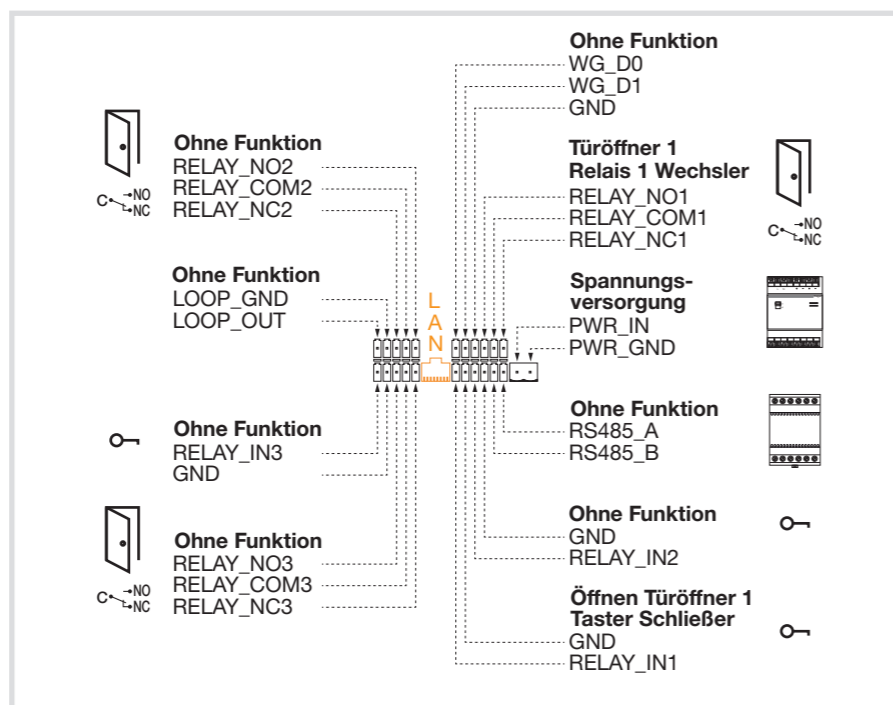 Ohne Funktion
RELAY_NO2
RELAY_COM2
RELAY_NC2
C
NO
NC
Ohne Funktion
LOOP_GND
LOOP_OUT
Ohne Funktion
RELAY_IN3
GND
Ohne Funktion
RELAY_NO3
RELAY_COM3
RELAY_NC3
C
NO
NC
LAN
Ohne Funktion
WG_D0
WG_D1
GND
Türöffner 1
Relais 1 Wechsler
RELAY_NO1
RELAY_COM1
RELAY_NC1
C
NO
NC
Spannungs-
versorgung
PWR_IN
PWR_GND
Ohne Funktion
RS485_A
RS485_B
Ohne Funktion
GND
RELAY_IN2
Öffnen Türöffner 1
Taster Schließer
GND
RELAY_IN1